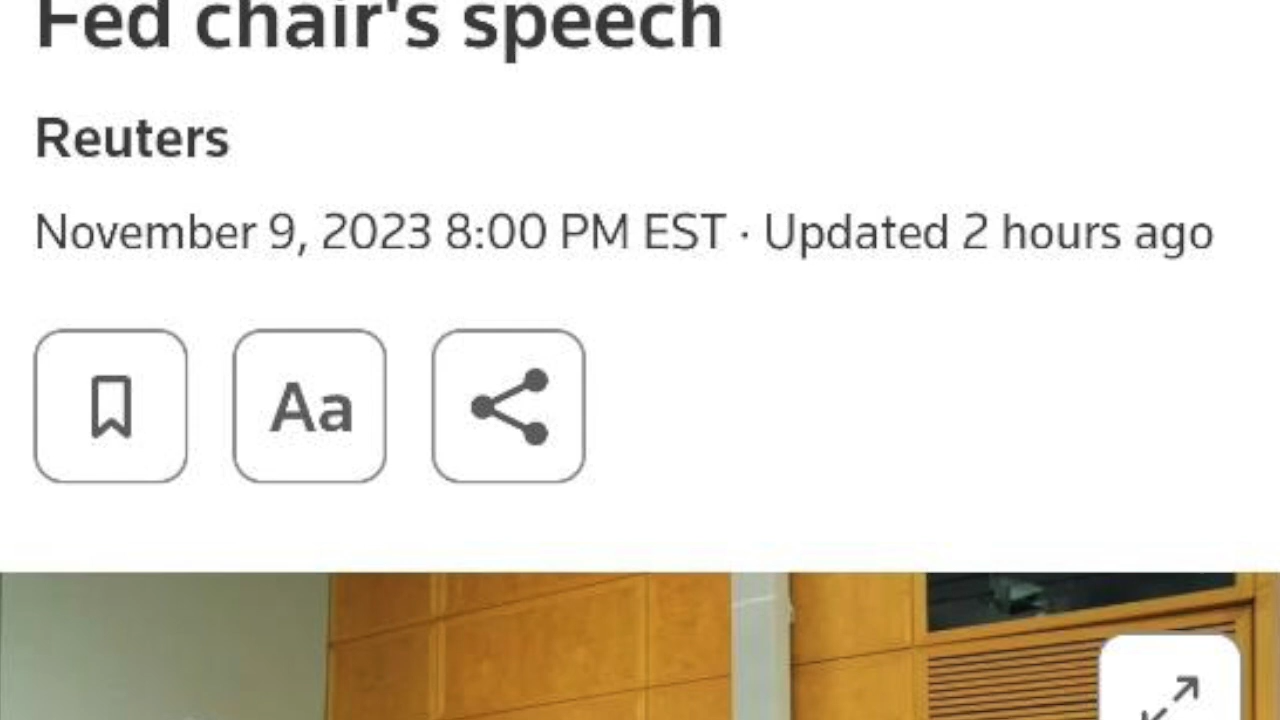 Fed chair's speech
Reuters
November 9, 2023 8:00 PM EST · Updated 2 hours ago
Aa